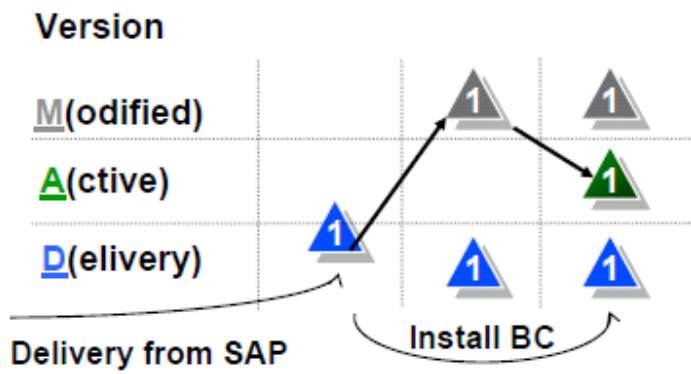 Version
M(odified)
1 1
A(ctive)
1
D(elivery)
1 1 1
Delivery from SAP
Install BC